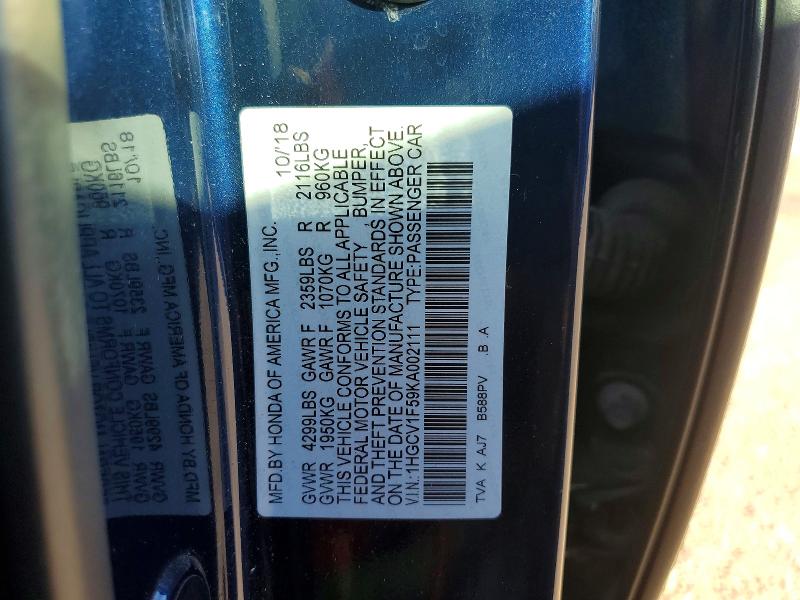 MFD.BY HONDA OF AMERICA MFG.,INC. 10/'18
GVWR 4299LBS GAWR F 2359LBS R 2116LBS
GVWR 1950KG GAWR F 1070KG R 960KG
THIS VEHICLE CONFORMS TO ALL APPLICABLE
FEDERAL MOTOR VEHICLE SAFETY, BUMPER,
AND THEFT PREVENTION STANDARDS IN EFFECT
ON THE DATE OF MANUFACTURE SHOWN ABOVE.
V.I.N.:1HGCV1F59KA002111 TYPE:PASSENGER CAR
TVA K AJ7 B588PV .B .A